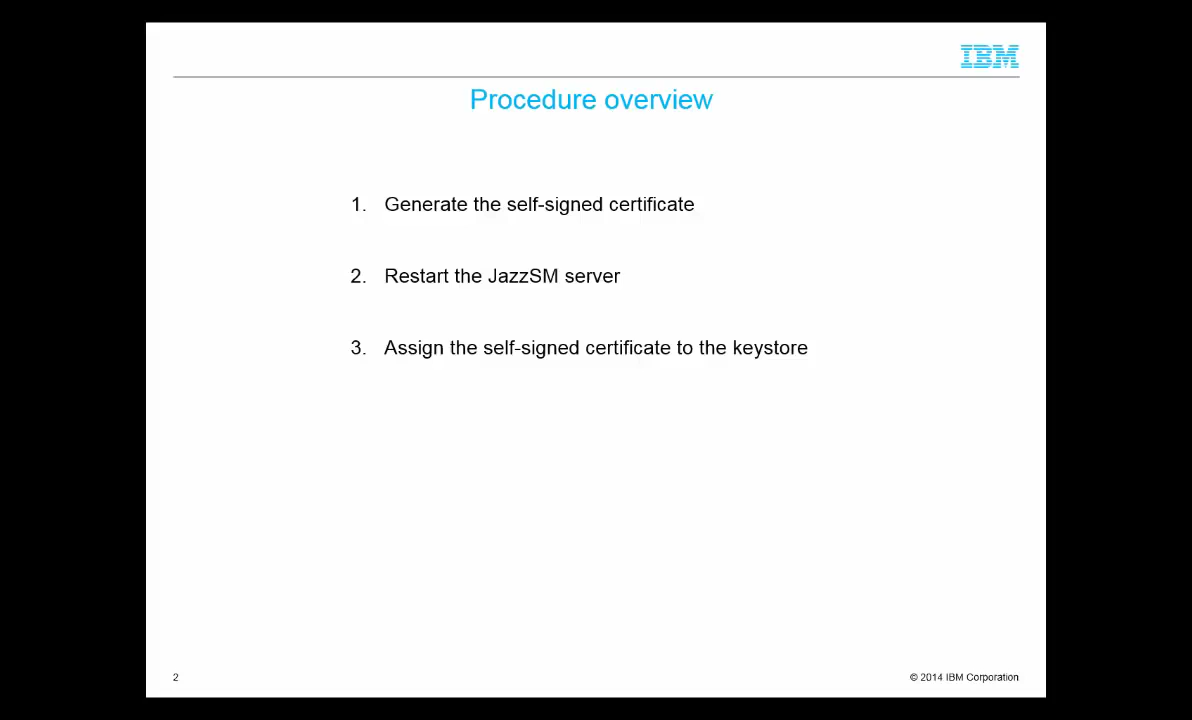 IBM
Procedure overview
1. Generate the self-signed certificate
2. Restart the JazzSM server
3. Assign the self-signed certificate to the keystore
2
© 2014 IBM Corporation